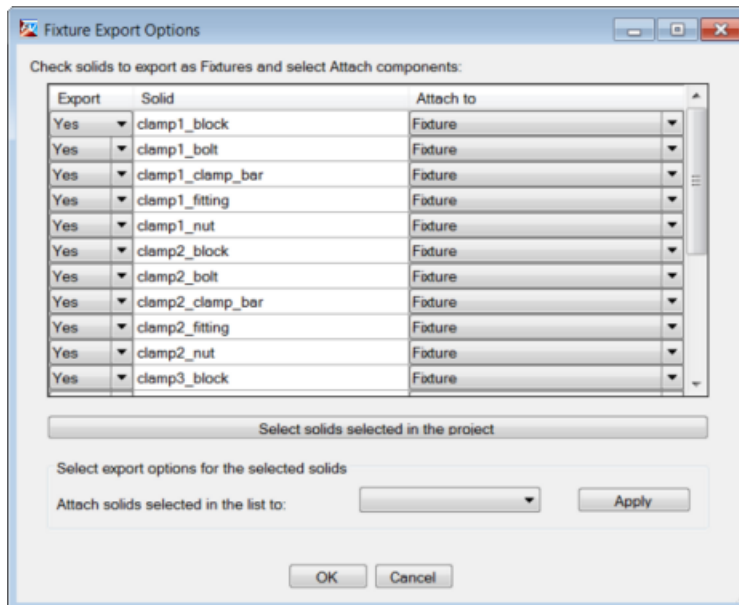 Fixture Export Options
Check solids to export as Fixtures and select Attach components:
Export Solid Attach to
Yes clamp1_block Fixture
Yes clamp1_bolt Fixture
Yes clamp1_clamp_bar Fixture
Yes clamp1_fitting Fixture
Yes clamp1_nut Fixture
Yes clamp2_block Fixture
Yes clamp2_bolt Fixture
Yes clamp2_clamp_bar Fixture
Yes clamp2_fitting Fixture
Yes clamp2_nut Fixture
Yes clamp3_block Fixture
Select solids selected in the project
Select export options for the selected solids
Attach solids selected in the list to: Apply
OK Cancel